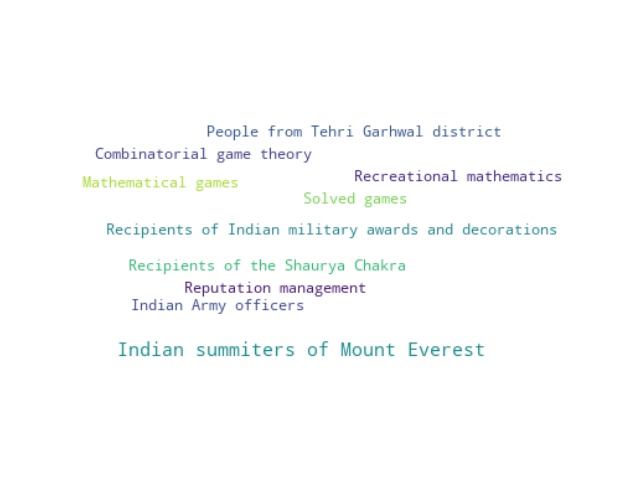 People from Tehri Garhwal district
Combinatorial game theory
Recreational mathematics
Mathematical games
Solved games
Recipients of Indian military awards and decorations
Recipients of the Shaurya Chakra
Reputation management
Indian Army officers
Indian summiters of Mount Everest